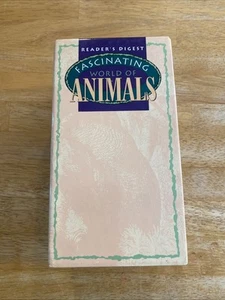 READER'S DIGEST
FASCINATING
WORLD OF
ANIMALS